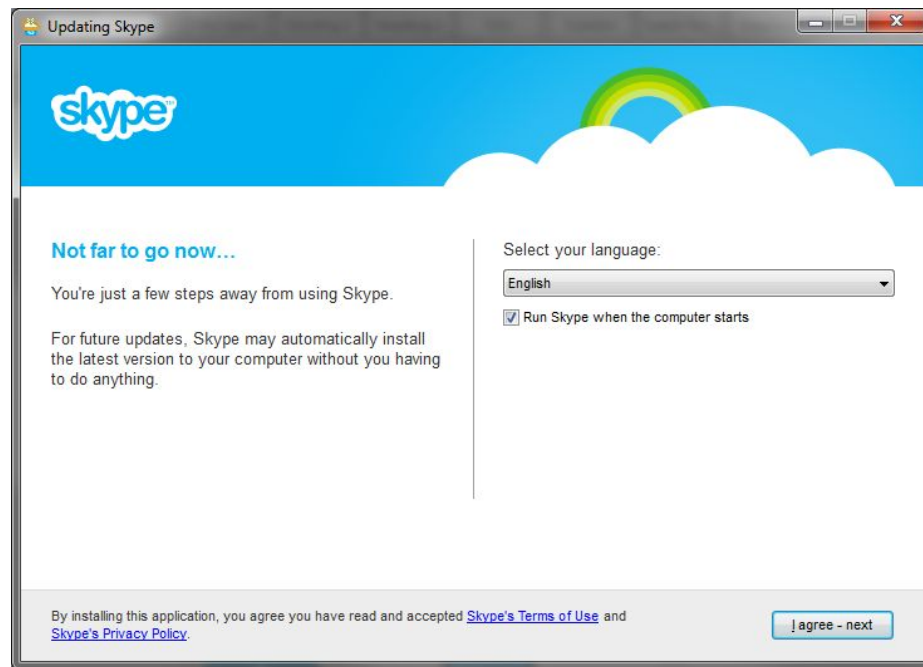 Updating Skype
skype™
Not far to go now...
You're just a few steps away from using Skype.
For future updates, Skype may automatically install
the latest version to your computer without you having
to do anything.
Select your language:
English
Run Skype when the computer starts
By installing this application, you agree you have read and accepted Skype's Terms of Use and
Skype's Privacy Policy.
I agree - next